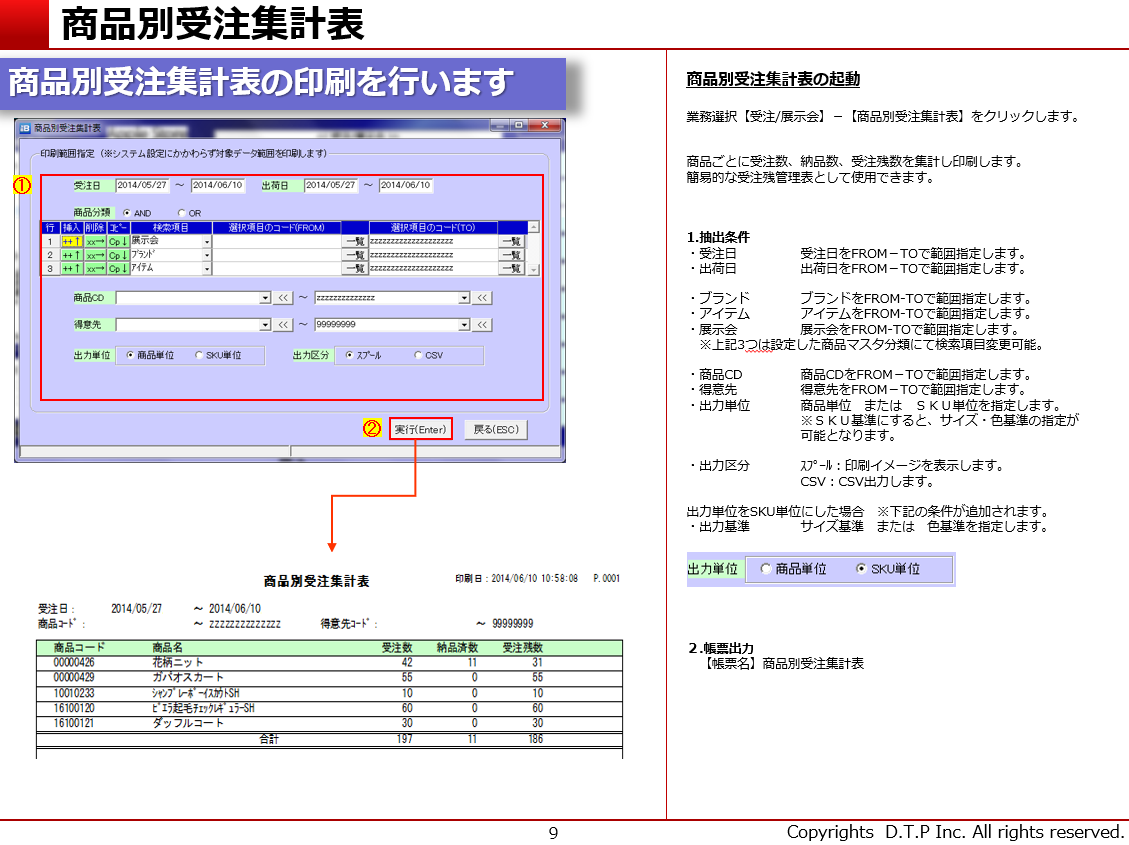 商品別受注集計表
商品別受注集計表の印刷を行います
商品別受注集計表
印刷範囲指定（※システム設定にかかわらず対象データ範囲を印刷します）
①
受注日 2014/05/27 ～ 2014/06/10 出荷日 2014/05/27 ～ 2014/06/10
商品分類 AND OR
行 挿入 削除 ｺﾋﾟｰ 検索項目 選択項目のコード(FROM) 選択項目のコード(TO)
1 ++↑ xx→ Cp↓ 展示会 一覧 zzzzzzzzzzzzzzzzzzzz 一覧
2 ++↑ xx→ Cp↓ ﾌﾞﾗﾝﾄﾞ 一覧 zzzzzzzzzzzzzzzzzzzz 一覧
3 ++↑ xx→ Cp↓ ｱｲﾃﾑ 一覧 zzzzzzzzzzzzzzzzzzzz 一覧
商品CD << ～ zzzzzzzzzzzzz <<
得意先 << ～ 99999999 <<
出力単位 商品単位 SKU単位 出力区分 ｽﾌﾟｰﾙ CSV
② 実行(Enter) 戻る(ESC)
商品別受注集計表 印刷日：2014/06/10 10:58:08 P.0001
受注日： 2014/05/27 ～ 2014/06/10
商品ｺｰﾄﾞ： ～ zzzzzzzzzzzzz 得意先ｺｰﾄﾞ： ～ 99999999
商品コード 商品名 受注数 納品済数 受注残数
00000426 花柄ニット 42 11 31
00000429 ガパオスカート 55 0 55
10010233 ｼｬﾝﾌﾞﾚｰﾎﾞｰｲｽｶｳﾄSH 10 0 10
16100120 ﾋﾞｴﾗ起毛ﾁｪｯｸﾚｷﾞｭﾗｰSH 60 0 60
16100121 ダッフルコート 30 0 30
合計 197 11 186
商品別受注集計表の起動
業務選択【受注/展示会】－【商品別受注集計表】をクリックします。
商品ごとに受注数、納品数、受注残数を集計し印刷します。
簡易的な受注残管理表として使用できます。
1.抽出条件
・受注日 受注日をFROM－TOで範囲指定します。
・出荷日 出荷日をFROM－TOで範囲指定します。
・ブランド ブランドをFROM-TOで範囲指定します。
・アイテム アイテムをFROM-TOで範囲指定します。
・展示会 展示会をFROM-TOで範囲指定します。
※上記3つは設定した商品マスタ分類にて検索項目変更可能。
・商品CD 商品CDをFROM－TOで範囲指定します。
・得意先 得意先をFROM－TOで範囲指定します。
・出力単位 商品単位 または ＳＫＵ単位を指定します。
※ＳＫＵ基準にすると、サイズ・色基準の指定が
可能となります。
・出力区分 ｽﾌﾟｰﾙ：印刷イメージを表示します。
CSV：CSV出力します。
出力単位をSKU単位にした場合 ※下記の条件が追加されます。
・出力基準 サイズ基準 または 色基準を指定します。
出力単位 商品単位 SKU単位
２.帳票出力
【帳票名】商品別受注集計表
9
Copyrights D.T.P Inc. All rights reserved.